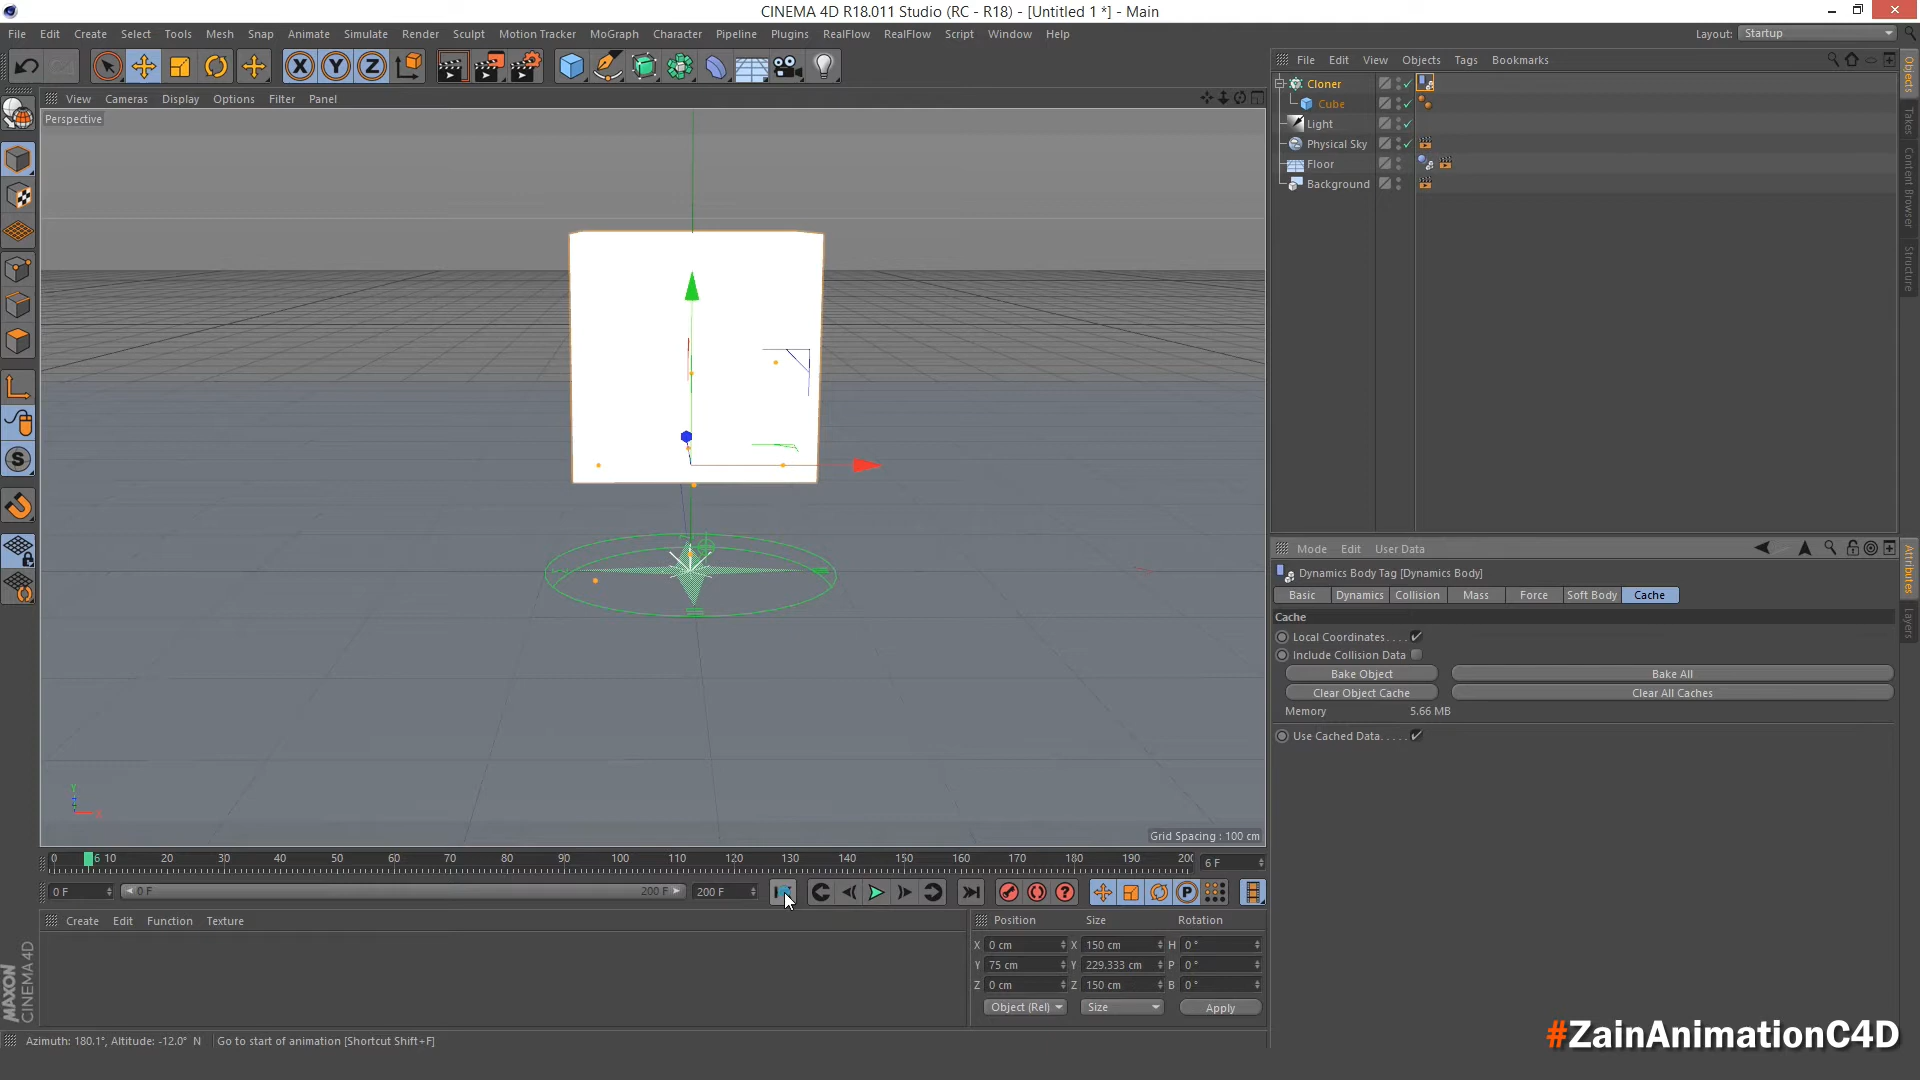 CINEMA 4D R18.011 Studio (RC - R18) - [Untitled 1 *] - Main
File Edit Create Select Tools Mesh Snap Animate Simulate Render Sculpt Motion Tracker MoGraph Character Pipeline Plugins RealFlow RealFlow Script Window Help Layout: Startup
X Y Z
File Edit View Objects Tags Bookmarks
View Cameras Display Options Filter Panel
Perspective
Cloner
Cube
Light
Physical Sky
Floor
Background
Objects
Takes
Content Browser
Structure
Mode Edit User Data
Dynamics Body Tag [Dynamics Body]
Basic Dynamics Collision Mass Force Soft Body Cache
Cache
Local Coordinates. . . .
Include Collision Data
Bake Object Bake All
Clear Object Cache Clear All Caches
Memory 5.66 MB
Use Cached Data. . . . .
Attributes
Layers
Y
Grid Spacing : 100 cm
0 6 10 20 30 40 50 60 70 80 90 100 110 120 130 140 150 160 170 180 190 200 6 F
0 F 0 F 200 F 200 F
Create Edit Function Texture
Position Size Rotation
X 0 cm X 150 cm H 0 °
Y 75 cm Y 229.333 cm P 0 °
Z 0 cm Z 150 cm B 0 °
Object (Rel) Size Apply
MAXON CINEMA 4D
Azimuth: 180.1°, Altitude: -12.0° N Go to start of animation [Shortcut Shift+F]
#ZainAnimationC4D